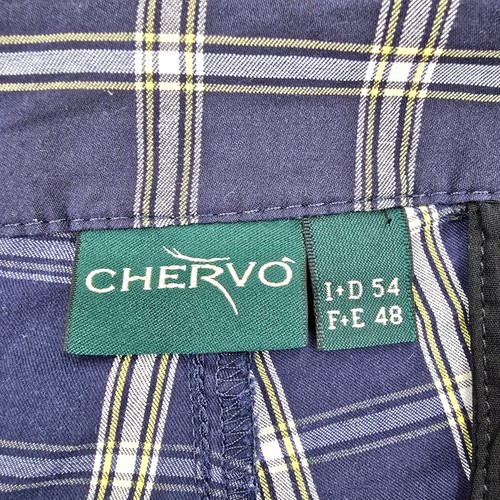 CHERVÒ
I+D 54
F+E 48